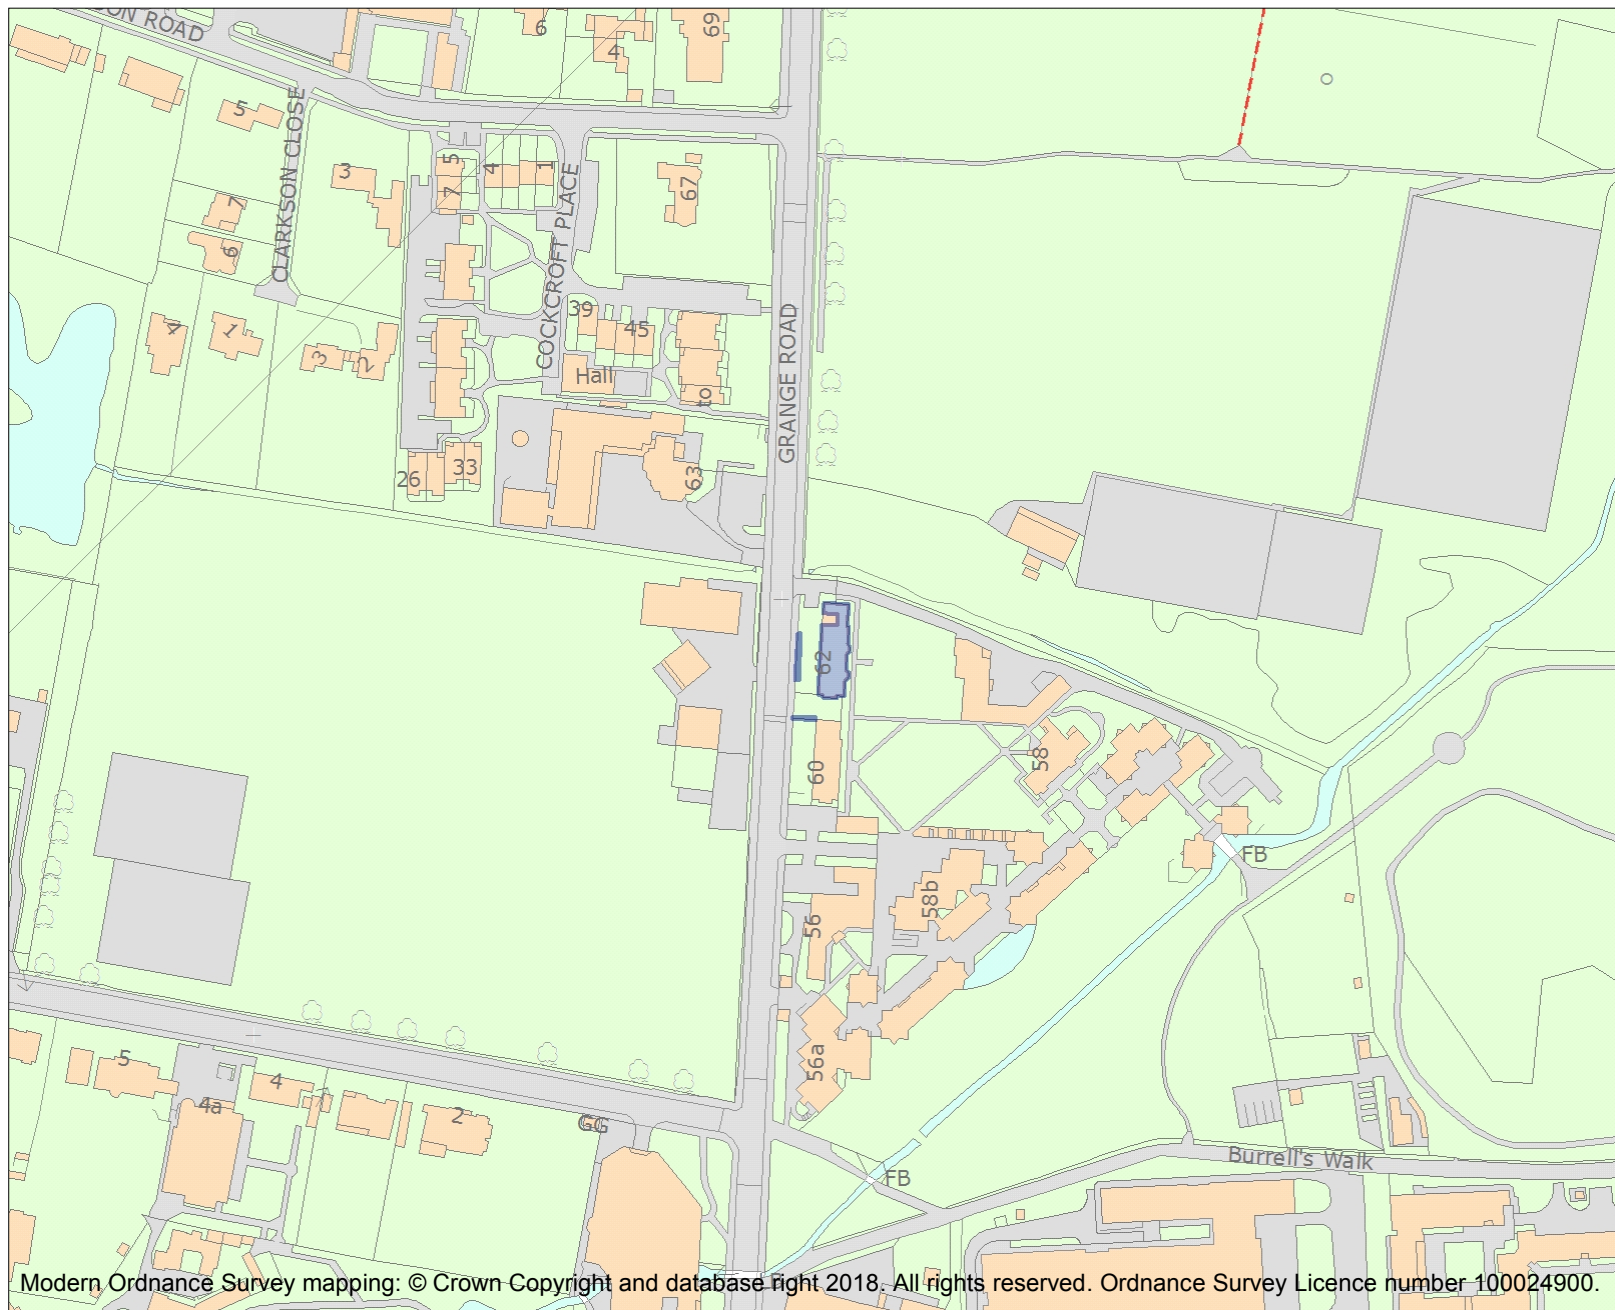 ON ROAD
6
4
69
5
CLARKSON CLOSE
3
5
7
4
1
COCKCROFT PLACE
67
7
6
4
1
3
2
39
45
Hall
to
GRANGE ROAD
26
33
63
62
60
58
58b
56
56a
FB
5
4a
4
2
GG
FB
Burrell's Walk
Modern Ordnance Survey mapping: © Crown Copyright and database right 2018. All rights reserved. Ordnance Survey Licence number 100024900.